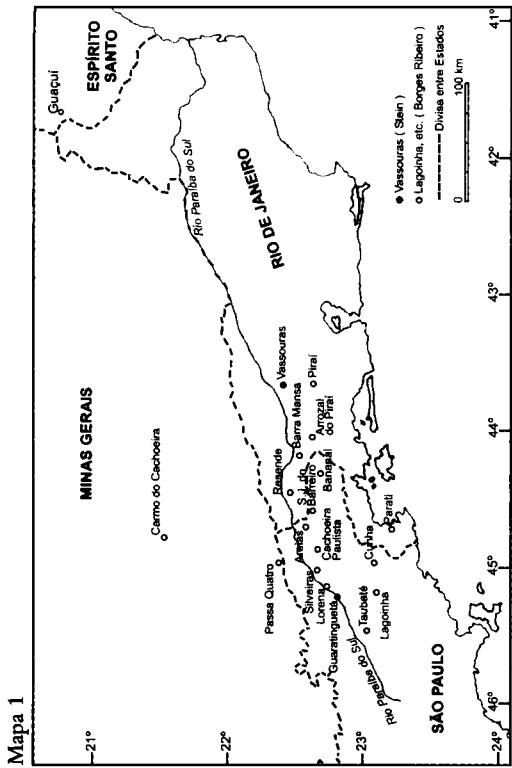 Mapa 1
ESPÍRITO
SANTO
Guaçuí
MINAS GERAIS
Carmo do Cachoeira
Rio Paraíba do Sul
RIO DE JANEIRO
Vassouras
Piraí
Barra Mansa
Arrozal
do Piraí
Resende
S. J. do
Barreiro
Bananal
Areias
Passa Quatro
Silveiras
Cachoeira
Paulista
Lorena
Guaratinguetá
Cunha
Parati
Taubaté
Lagoinha
Rio Paraíba do Sul
SÃO PAULO
● Vassouras ( Stein )
○ Lagoinha, etc. ( Borges Ribeiro )
------- Divisa entre Estados
0 100 km
21°
22°
23°
24°
46°
45°
44°
43°
42°
41°